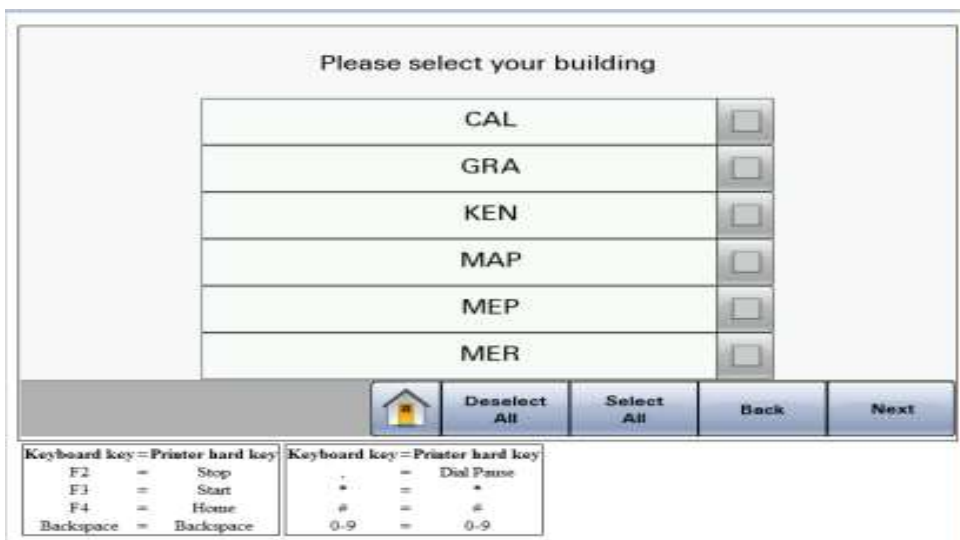 Please select your building
CAL
GRA
KEN
MAP
MEP
MER
Deselect All
Select All
Back
Next
Keyboard key = Printer hard key
F2 = Stop
F3 = Start
F4 = Home
Backspace = Backspace
Keyboard key = Printer hard key
. = Dial Pause
* = *
# = #
0-9 = 0-9